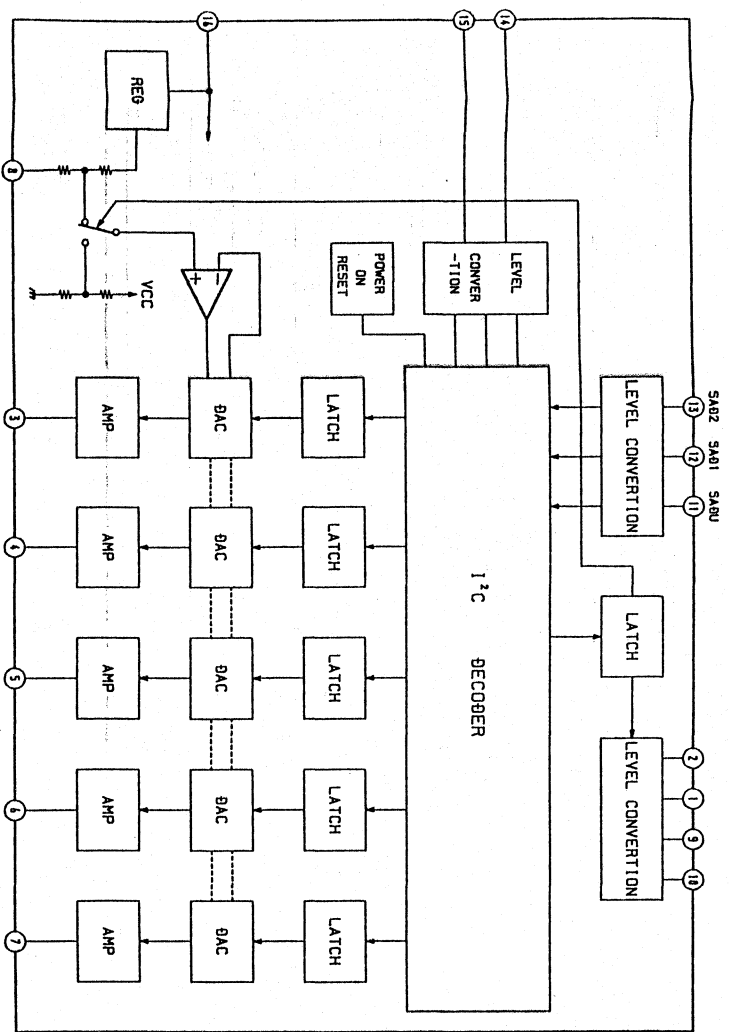 SAD2 SAD1 SADU
13 12 11 2 1 9 10
LEVEL CONVERTION
LATCH
LEVEL CONVERTION
14
15
LEVEL
CONVER
-TION
POWER
ON
RESET
I²C DECODER
LATCH LATCH LATCH LATCH LATCH
16
- +
DAC DAC DAC DAC DAC
REG
VCC
AMP AMP AMP AMP AMP
8 3 4 5 6 7